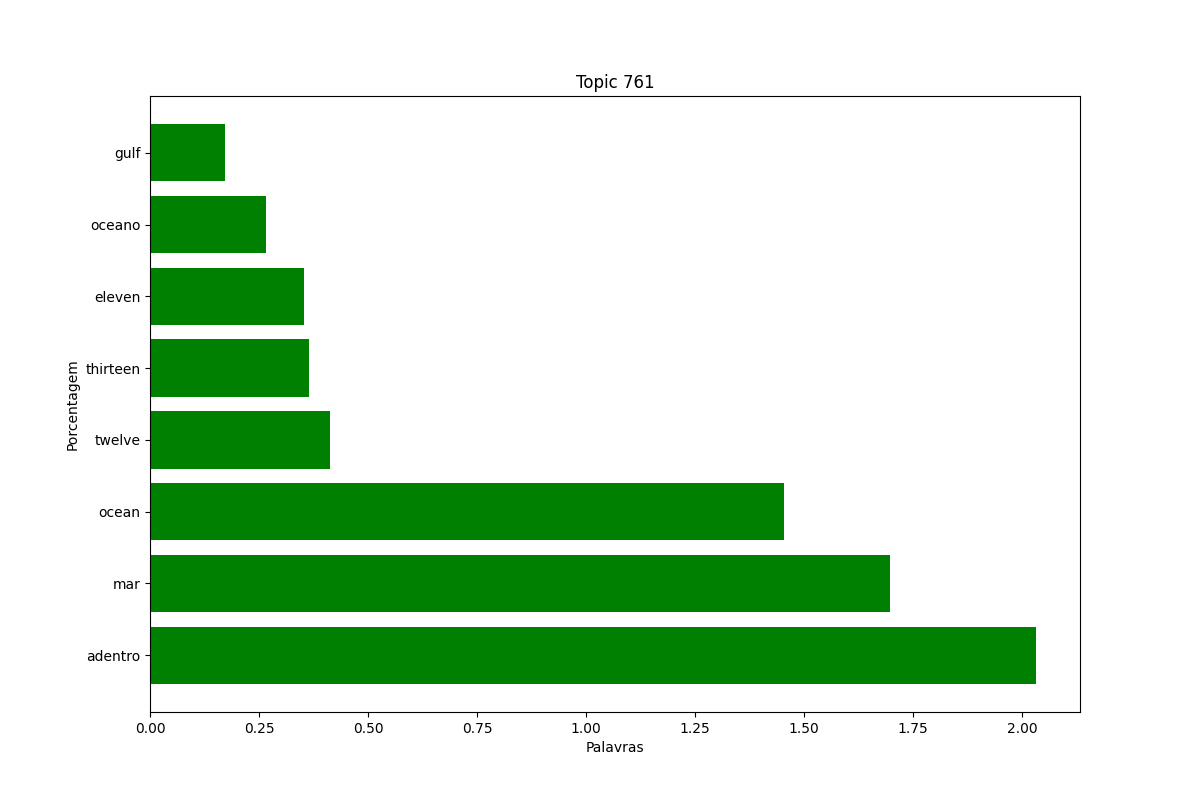 Topic 761
gulf
oceano
eleven
thirteen
twelve
ocean
mar
adentro
Porcentagem
0.00 0.25 0.50 0.75 1.00 1.25 1.50 1.75 2.00
Palavras